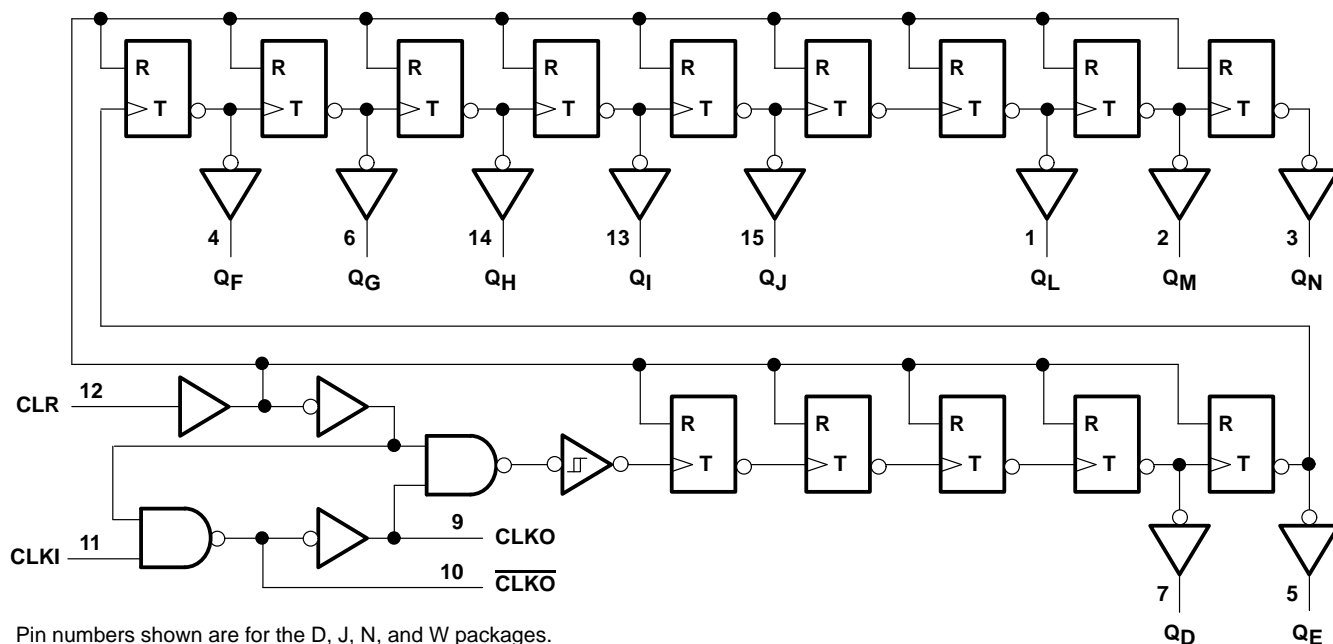 R R R R R R R R R
T T T T T T T T T
4 6 14 13 15 1 2 3
QF QG QH QI QJ QL QM QN
CLR 12
R R R R R
T T T T T
CLKI 11
9 CLKO
10 CLKO
7 5
QD QE
Pin numbers shown are for the D, J, N, and W packages.